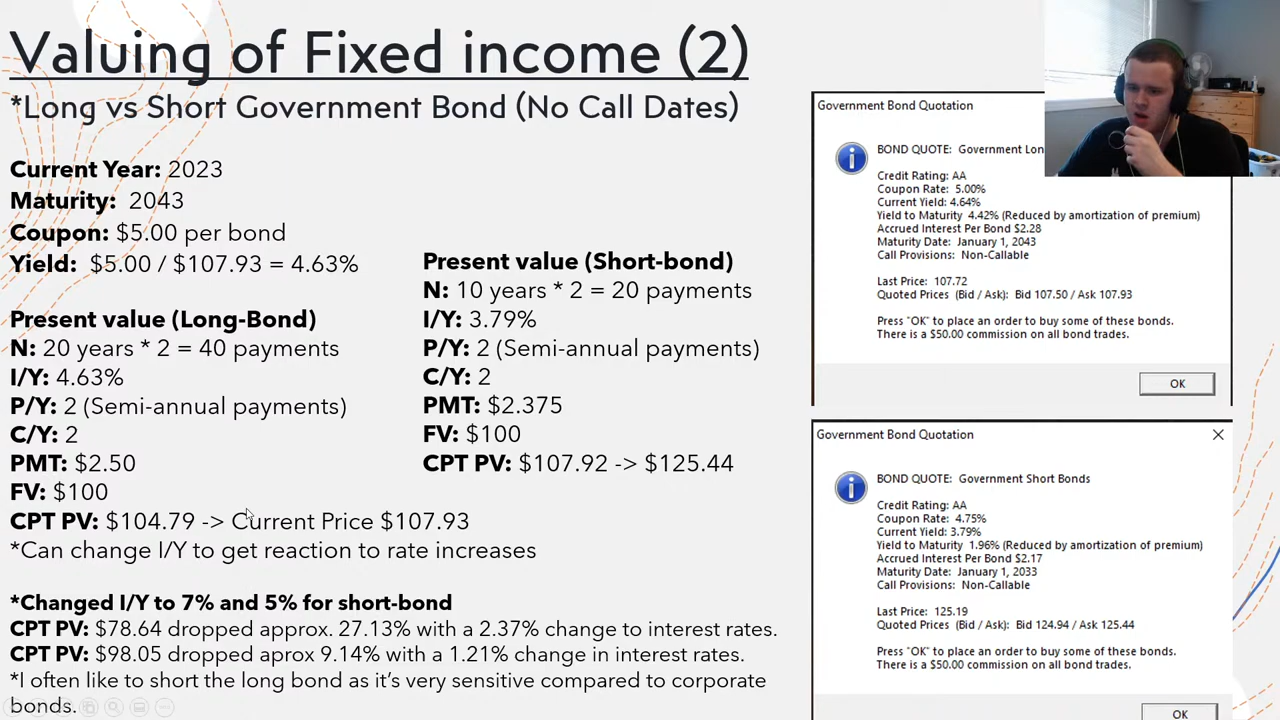 Valuing of Fixed income (2)
*Long vs Short Government Bond (No Call Dates)
Current Year: 2023
Maturity: 2043
Coupon: $5.00 per bond
Yield: $5.00 / $107.93 = 4.63%
Present value (Long-Bond)
N: 20 years * 2 = 40 payments
I/Y: 4.63%
P/Y: 2 (Semi-annual payments)
C/Y: 2
PMT: $2.50
FV: $100
CPT PV: $104.79 -> Current Price $107.93
*Can change I/Y to get reaction to rate increases
Present value (Short-bond)
N: 10 years * 2 = 20 payments
I/Y: 3.79%
P/Y: 2 (Semi-annual payments)
C/Y: 2
PMT: $2.375
FV: $100
CPT PV: $107.92 -> $125.44
*Changed I/Y to 7% and 5% for short-bond
CPT PV: $78.64 dropped approx. 27.13% with a 2.37% change to interest rates.
CPT PV: $98.05 dropped aprox 9.14% with a 1.21% change in interest rates.
*I often like to short the long bond as it’s very sensitive compared to corporate
bonds.
Government Bond Quotation
BOND QUOTE: Government Lon
Credit Rating: AA
Coupon Rate: 5.00%
Current Yield: 4.64%
Yield to Maturity 4.42% (Reduced by amortization of premium)
Accrued Interest Per Bond $2.28
Maturity Date: January 1, 2043
Call Provisions: Non-Callable
Last Price: 107.72
Quoted Prices (Bid / Ask): Bid 107.50 / Ask 107.93
Press "OK" to place an order to buy some of these bonds.
There is a $50.00 commission on all bond trades.
OK
Government Bond Quotation
BOND QUOTE: Government Short Bonds
Credit Rating: AA
Coupon Rate: 4.75%
Current Yield: 3.79%
Yield to Maturity 1.96% (Reduced by amortization of premium)
Accrued Interest Per Bond $2.17
Maturity Date: January 1, 2033
Call Provisions: Non-Callable
Last Price: 125.19
Quoted Prices (Bid / Ask): Bid 124.94 / Ask 125.44
Press "OK" to place an order to buy some of these bonds.
There is a $50.00 commission on all bond trades.
OK